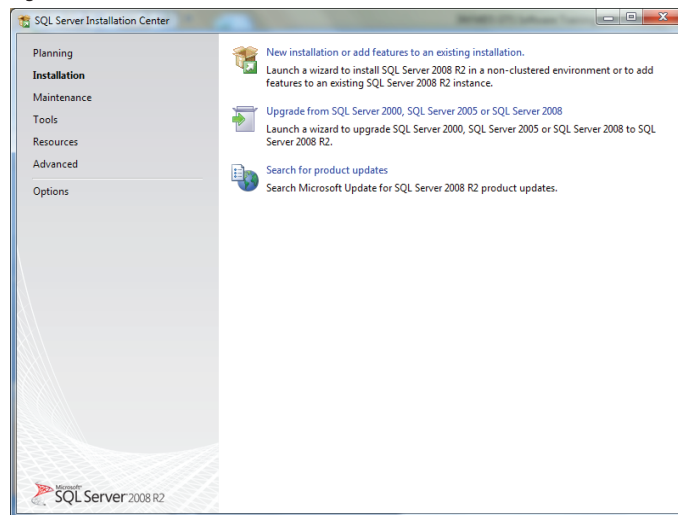 SQL Server Installation Center
Planning
Installation
Maintenance
Tools
Resources
Advanced
Options
New installation or add features to an existing installation.
Launch a wizard to install SQL Server 2008 R2 in a non-clustered environment or to add
features to an existing SQL Server 2008 R2 instance.
Upgrade from SQL Server 2000, SQL Server 2005 or SQL Server 2008
Launch a wizard to upgrade SQL Server 2000, SQL Server 2005 or SQL Server 2008 to SQL
Server 2008 R2.
Search for product updates
Search Microsoft Update for SQL Server 2008 R2 product updates.
Microsoft
SQL Server 2008 R2